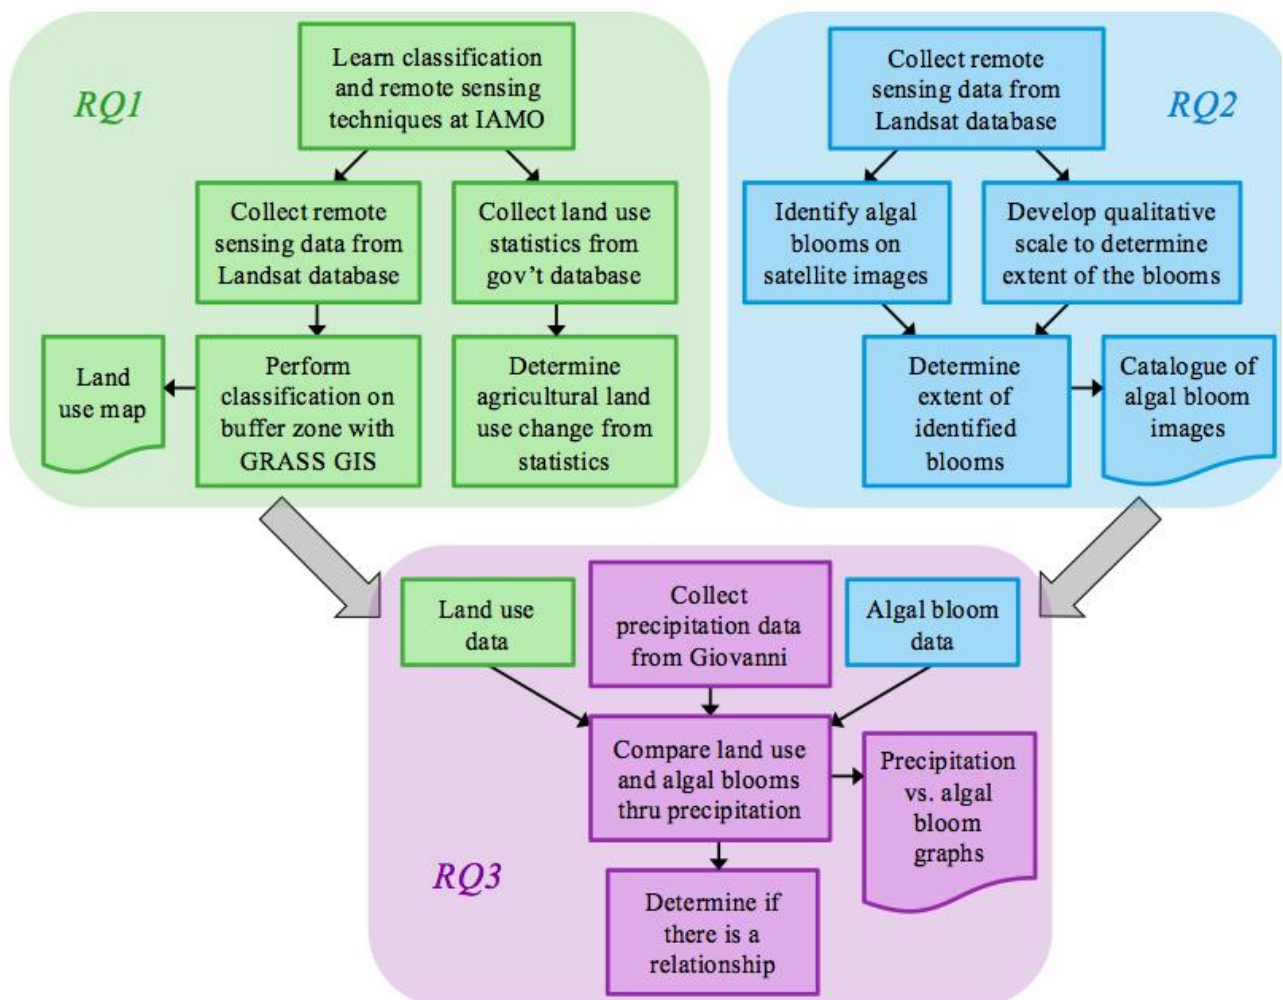 RQ1
Learn classification
and remote sensing
techniques at IAMO
Collect remote
sensing data from
Landsat database
Collect land use
statistics from
gov't database
Land
use map
Perform
classification on
buffer zone with
GRASS GIS
Determine
agricultural land
use change from
statistics
RQ2
Collect remote
sensing data from
Landsat database
Identify algal
blooms on
satellite images
Develop qualitative
scale to determine
extent of the blooms
Determine
extent of
identified
blooms
Catalogue of
algal bloom
images
Land use
data
Collect
precipitation data
from Giovanni
Algal bloom
data
Compare land use
and algal blooms
thru precipitation
Precipitation
vs. algal
bloom
graphs
RQ3
Determine if
there is a
relationship